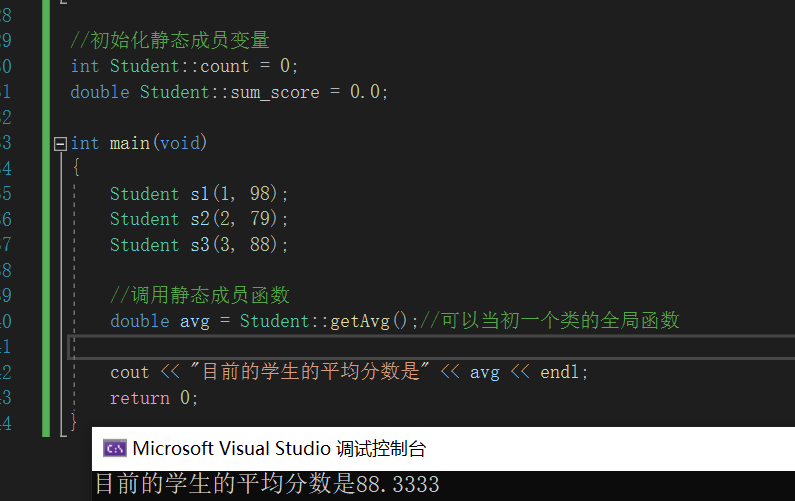 28
29 //初始化静态成员变量
30 int Student::count = 0;
31 double Student::sum_score = 0.0;
32
33 int main(void)
34 {
35 Student s1(1, 98);
36 Student s2(2, 79);
37 Student s3(3, 88);
38
39 //调用静态成员函数
40 double avg = Student::getAvg();//可以当初一个类的全局函数
41
42 cout << "目前的学生的平均分数是" << avg << endl;
43 return 0;
44 }
C:\ Microsoft Visual Studio 调试控制台
目前的学生的平均分数是88.3333